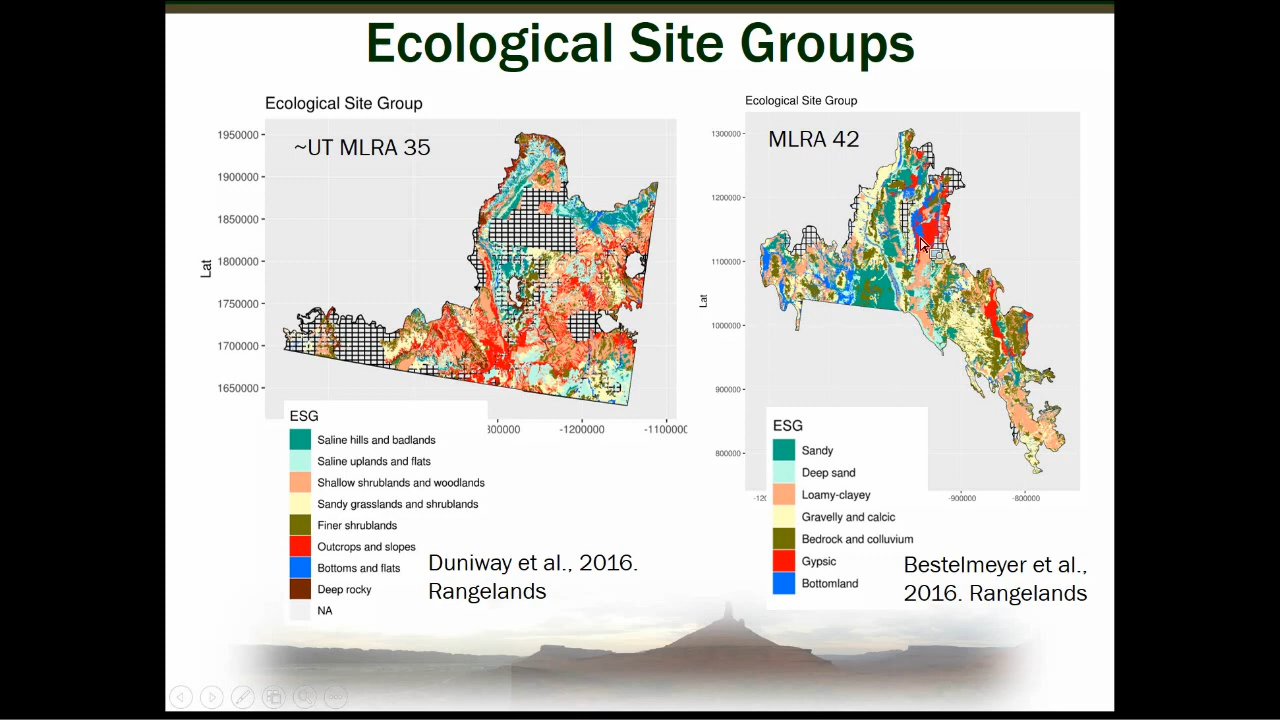 Ecological Site Groups
Ecological Site Group
~UT MLRA 35
1950000
1900000
1850000
1800000
1750000
1700000
1650000
Lat
-1200000
-1100000
ESG
Saline hills and badlands
Saline uplands and flats
Shallow shrublands and woodlands
Sandy grasslands and shrublands
Finer shrublands
Outcrops and slopes
Bottoms and flats
Deep rocky
NA
Duniway et al., 2016.
Rangelands
Ecological Site Group
MLRA 42
1300000
1200000
1100000
1000000
900000
800000
Lat
-900000
-800000
ESG
Sandy
Deep sand
Loamy-clayey
Gravelly and calcic
Bedrock and colluvium
Gypsic
Bottomland
Bestelmeyer et al.,
2016. Rangelands